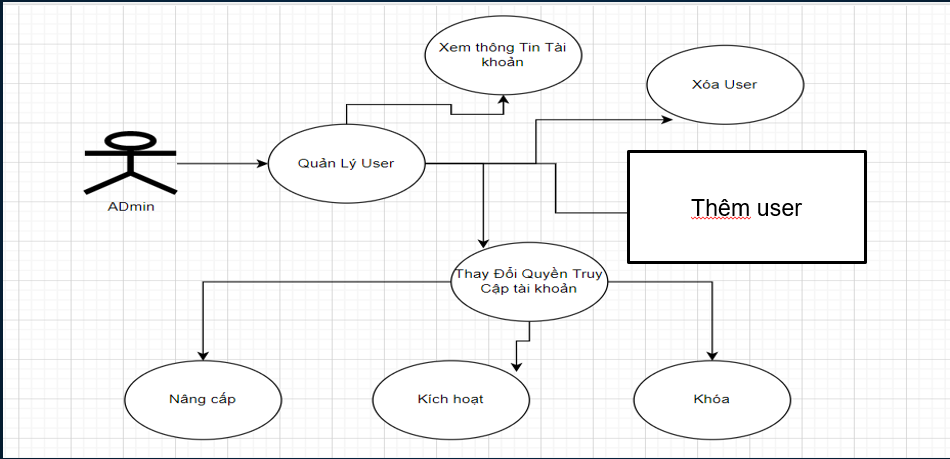 Xem thông Tin Tài
khoản
Xóa User
Quản Lý User
ADmin
Thêm user
Thay Đổi Quyền Truy
Cập tài khoản
Nâng cấp
Kích hoạt
Khóa